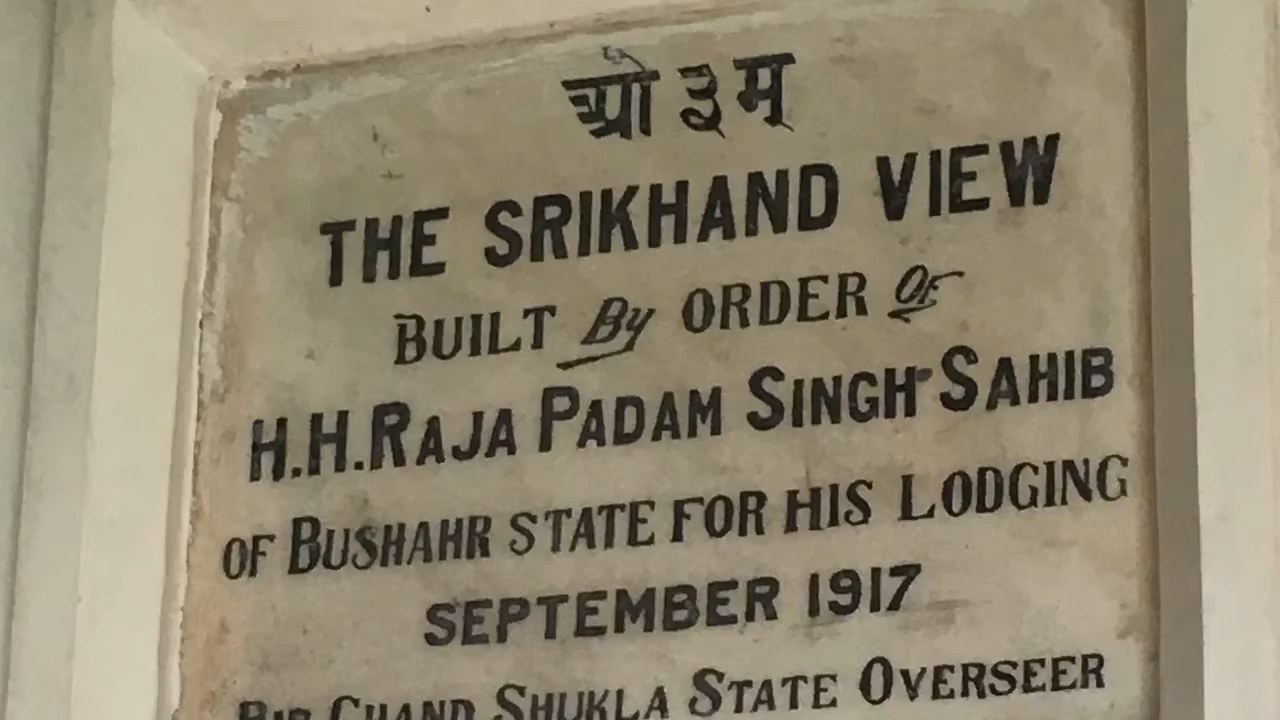 ओ३म्
THE SRIKHAND VIEW
BUILT By ORDER OF
H.H. RAJA PADAM SINGH SAHIB
OF BUSHAHR STATE FOR HIS LODGING
SEPTEMBER 1917
CHAND SHUKLA STATE OVERSEER